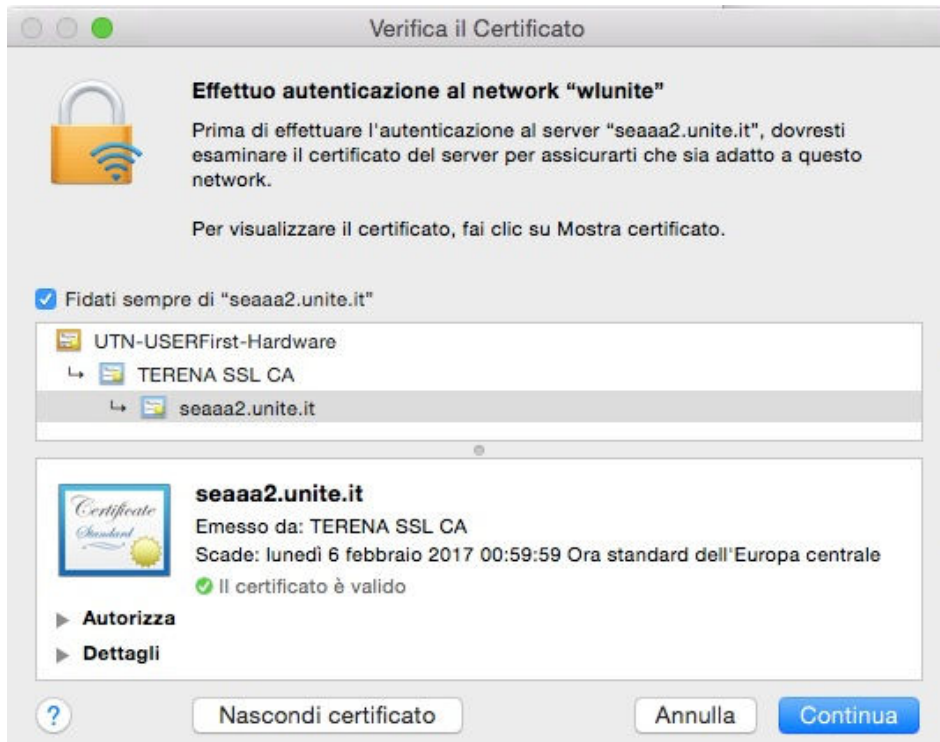 Verifica il Certificato
Effettuo autenticazione al network “wlunite”
Prima di effettuare l'autenticazione al server “seaaa2.unite.it”, dovresti
esaminare il certificato del server per assicurarti che sia adatto a questo
network.
Per visualizzare il certificato, fai clic su Mostra certificato.
Fidati sempre di “seaaa2.unite.it”
UTN-USERFirst-Hardware
TERENA SSL CA
seaaa2.unite.it
Certificate
Standard
seaaa2.unite.it
Emesso da: TERENA SSL CA
Scade: lunedì 6 febbraio 2017 00:59:59 Ora standard dell'Europa centrale
Il certificato è valido
Autorizza
Dettagli
?
Nascondi certificato
Annulla
Continua